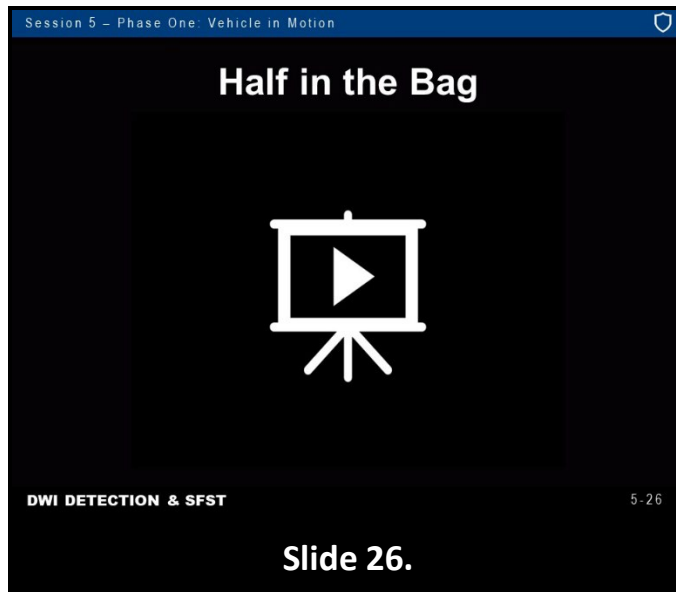 Session 5 – Phase One: Vehicle in Motion
Half in the Bag
DWI DETECTION & SFST
5-26
Slide 26.